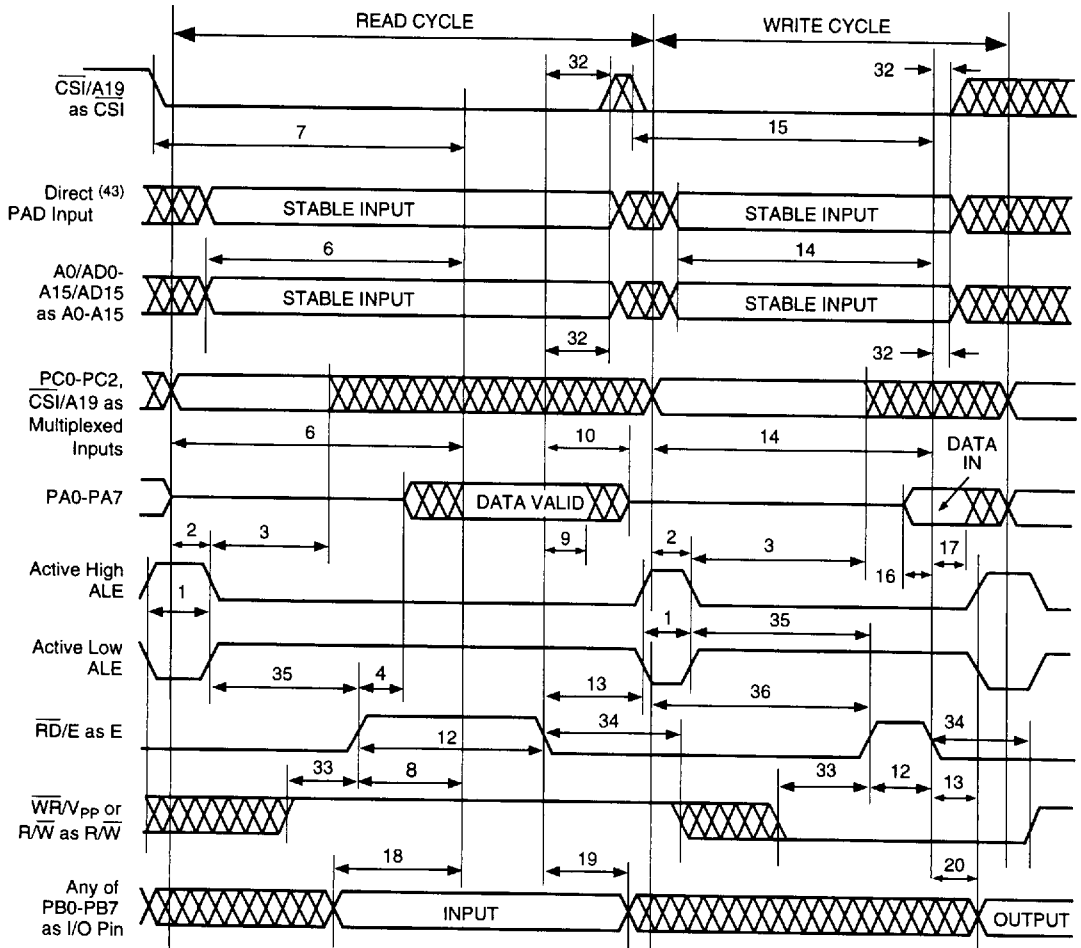 READ CYCLE
WRITE CYCLE
CSI/A19
as CSI
32
32
7
15
Direct (43)
PAD Input
STABLE INPUT
STABLE INPUT
6
14
A0/AD0-
A15/AD15
as A0-A15
STABLE INPUT
STABLE INPUT
32
32
PC0-PC2,
CSI/A19 as
Multiplexed
Inputs
6
10
14
DATA
IN
PA0-PA7
DATA VALID
2
3
9
2
3
16
17
Active High
ALE
1
1
35
Active Low
ALE
35
4
13
36
RD/E as E
12
34
34
33
8
33
12
13
WR/VPP or
R/W as R/W
18
19
20
Any of
PB0-PB7
as I/O Pin
INPUT
OUTPUT